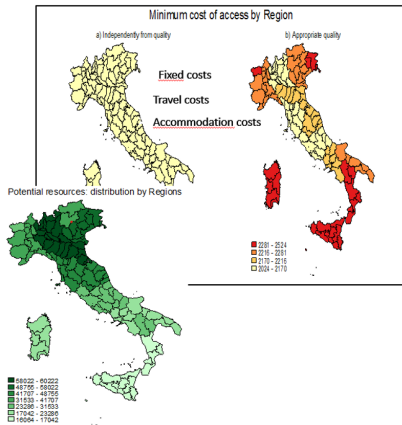 Minimum cost of access by Region
a) Independently from quality
b) Appropriate quality
Fixed costs
Travel costs
Accommodation costs
2281 - 2524
2216 - 2281
2170 - 2216
2024 - 2170
Potential resources: distribution by Regions
58022 - 60222
48755 - 58022
41707 - 48755
31533 - 41707
23286 - 31533
17042 - 23286
16064 - 17042